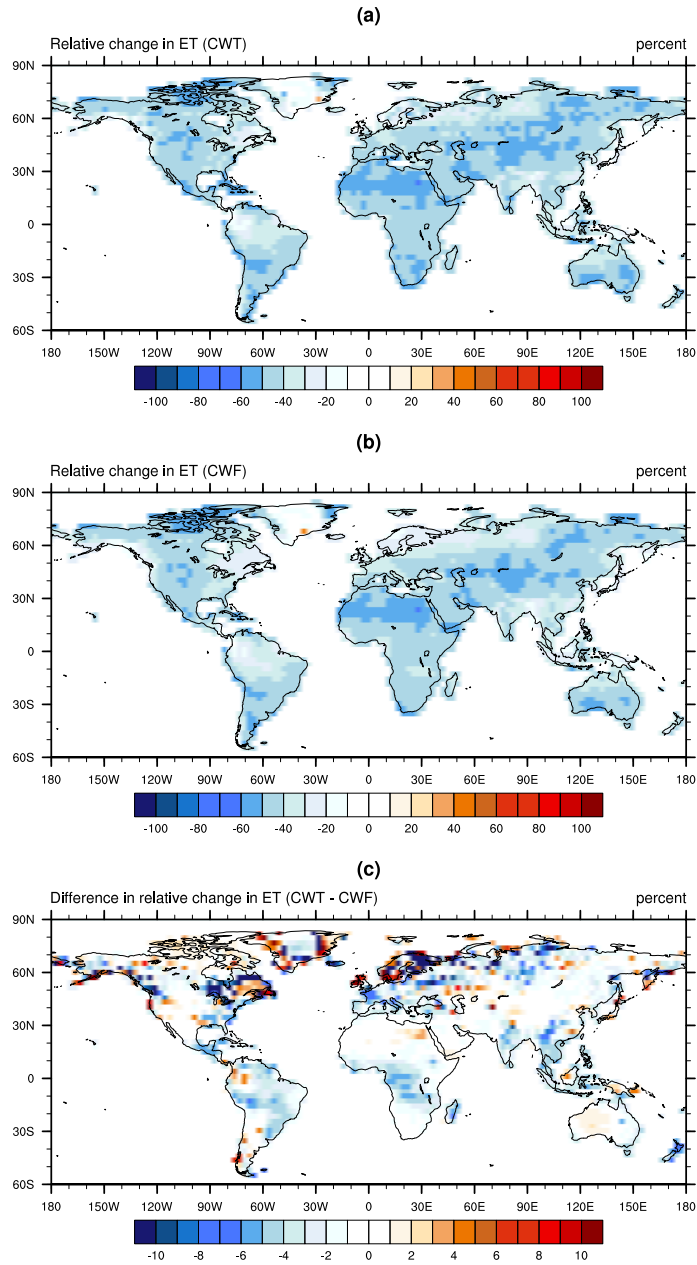 (a)
Relative change in ET (CWT) percent
90N
60N
30N
0
30S
60S
180 150W 120W 90W 60W 30W 0 30E 60E 90E 120E 150E 180
-100 -80 -60 -40 -20 0 20 40 60 80 100
(b)
Relative change in ET (CWF) percent
90N
60N
30N
0
30S
60S
180 150W 120W 90W 60W 30W 0 30E 60E 90E 120E 150E 180
-100 -80 -60 -40 -20 0 20 40 60 80 100
(c)
Difference in relative change in ET (CWT - CWF) percent
90N
60N
30N
0
30S
60S
180 150W 120W 90W 60W 30W 0 30E 60E 90E 120E 150E 180
-10 -8 -6 -4 -2 0 2 4 6 8 10